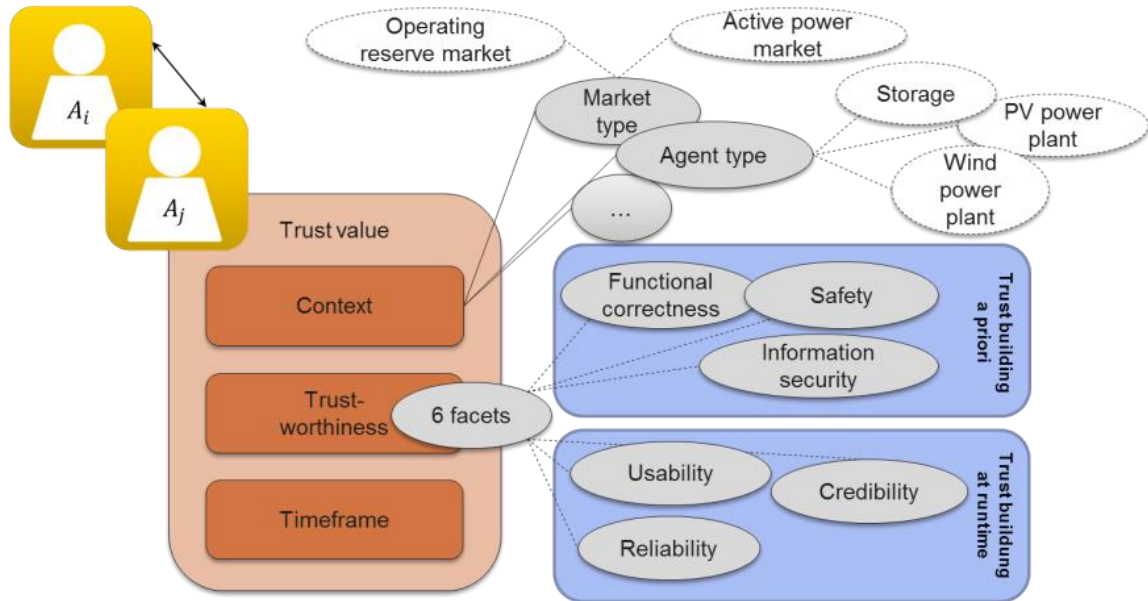 Operating
reserve market
Active power
market
A_i
A_j
Market
type
Agent type
...
Storage
PV power
plant
Wind
power
plant
Trust value
Context
Trust-
worthiness
Timeframe
6 facets
Functional
correctness
Safety
Information
security
Trust building
a priori
Usability
Credibility
Reliability
Trust buildung
at runtime